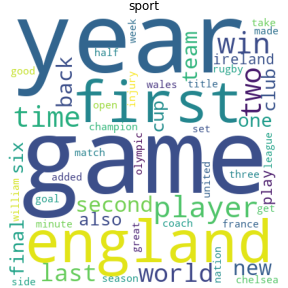 sport
year
good
half
week
take
made
win
ireland
rugby
back
team
wales
title
first
two
club
time
open
injury
cup
one
champion
set
game
six
match
olympic
play
league
added
united
three
william
goal
second
player
get
minute
also
great
coach
france
england
final
last
world
nation
new
side
season
chelsea